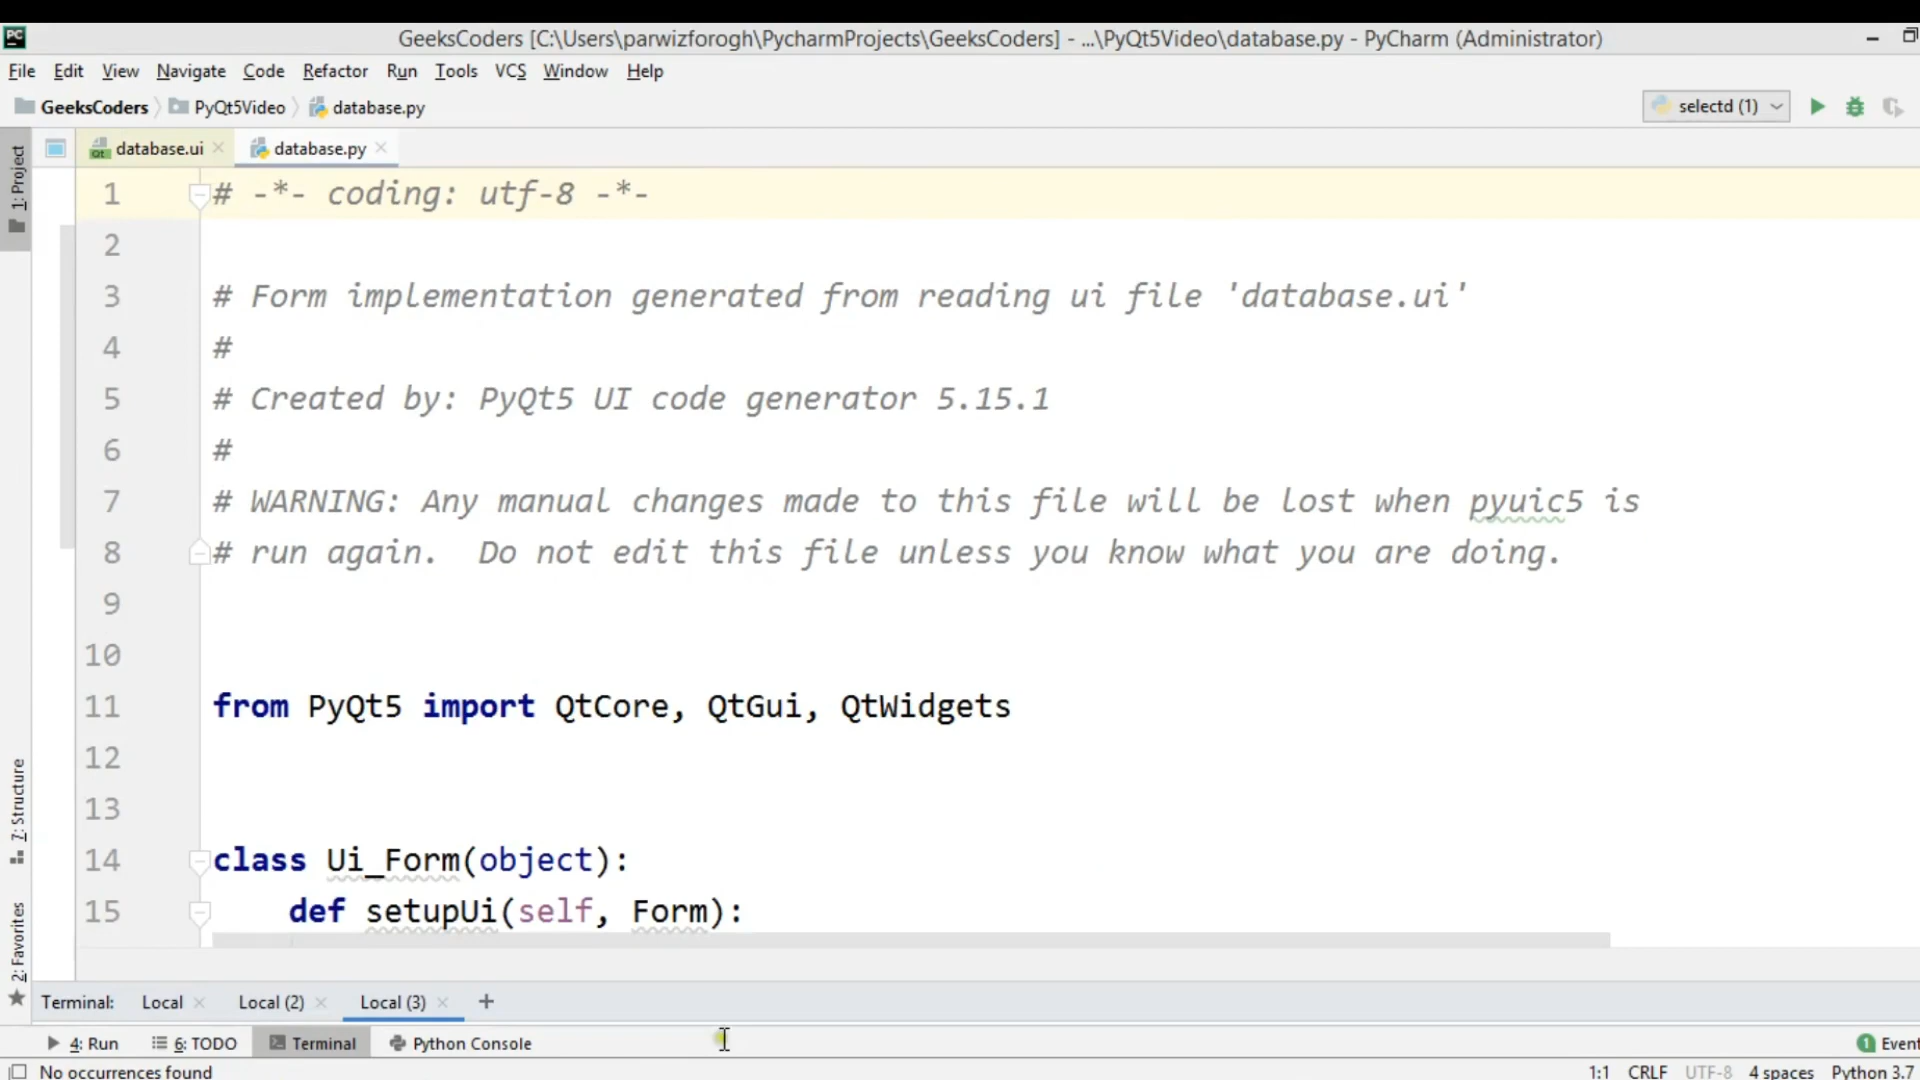 PC
GeeksCoders [C:\Users\parwizforogh\PycharmProjects\GeeksCoders] - ...\PyQt5Video\database.py - PyCharm (Administrator)
File Edit View Navigate Code Refactor Run Tools VCS Window Help
GeeksCoders PyQt5Video database.py selectd (1)
database.ui database.py
1: Project
1 # -*- coding: utf-8 -*-
2
3 # Form implementation generated from reading ui file 'database.ui'
4 #
5 # Created by: PyQt5 UI code generator 5.15.1
6 #
7 # WARNING: Any manual changes made to this file will be lost when pyuic5 is
8 # run again.  Do not edit this file unless you know what you are doing.
9
10
11 from PyQt5 import QtCore, QtGui, QtWidgets
12
13
14 class Ui_Form(object):
15     def setupUi(self, Form):
7: Structure
2: Favorites
Terminal: Local Local (2) Local (3) +
4: Run 6: TODO Terminal Python Console 1 Event
No occurrences found 1:1 CRLF UTF-8 4 spaces Python 3.7